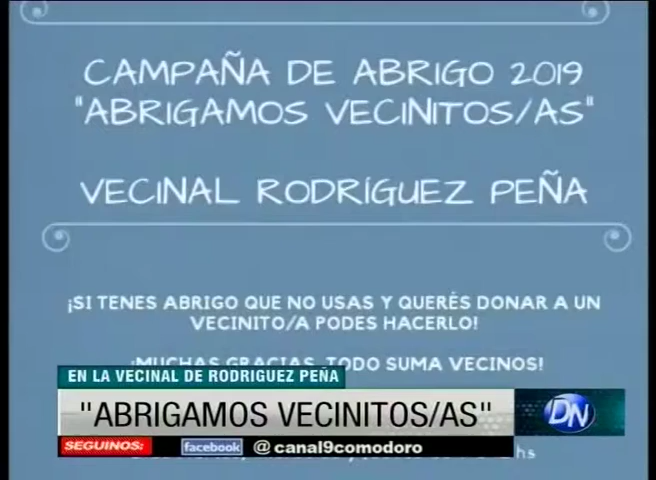 CAMPAÑA DE ABRIGO 2019
"ABRIGAMOS VECINITOS/AS"
VECINAL RODRÍGUEZ PEÑA
¡SI TENES ABRIGO QUE NO USAS Y QUERÉS DONAR A UN
VECINITO/A PODES HACERLO!
¡MUCHAS GRACIAS, TODO SUMA VECINOS!
EN LA VECINAL DE RODRIGUEZ PEÑA
"ABRIGAMOS VECINITOS/AS"
DN
SEGUINOS: facebook @canal9comodoro
hs